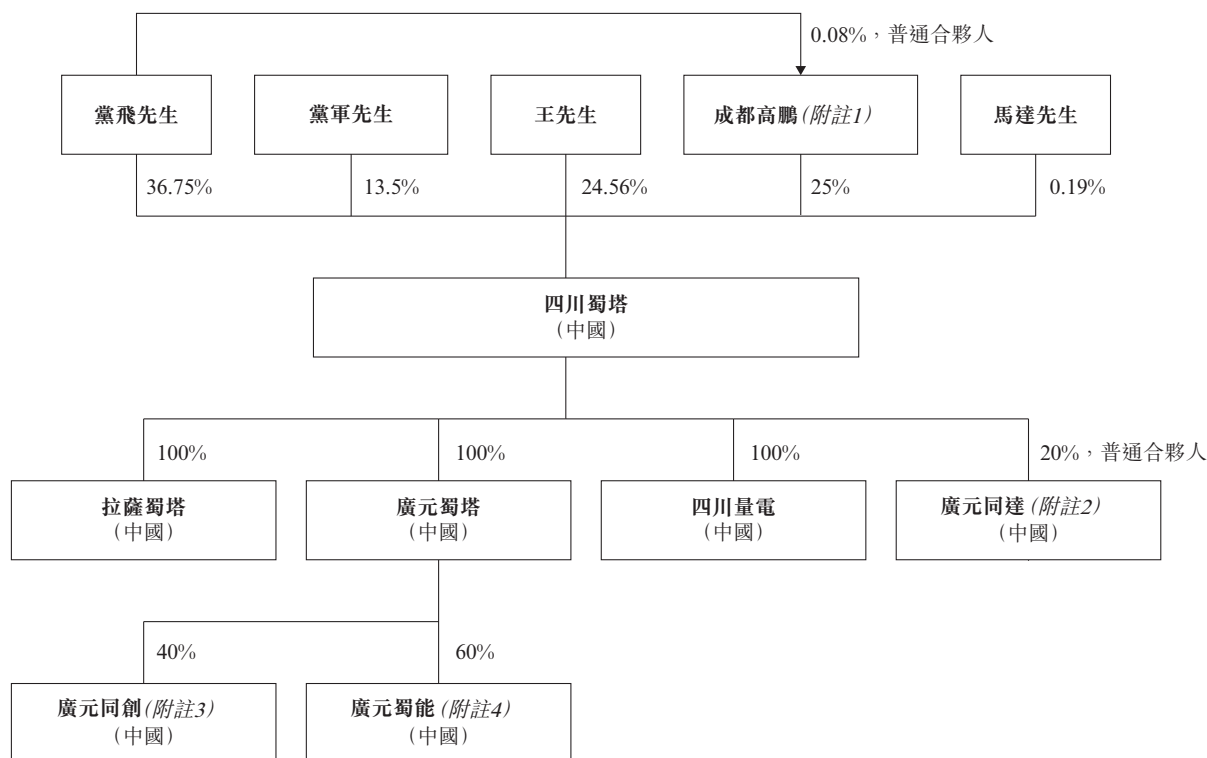 0.08%，普通合夥人
黨飛先生
黨軍先生
王先生
成都高鵬(附註1)
馬達先生
36.75%
13.5%
24.56%
25%
0.19%
四川蜀塔
（中國）
100%
100%
100%
20%，普通合夥人
拉薩蜀塔
（中國）
廣元蜀塔
（中國）
四川量電
（中國）
廣元同達(附註2)
（中國）
40%
60%
廣元同創(附註3)
（中國）
廣元蜀能(附註4)
（中國）